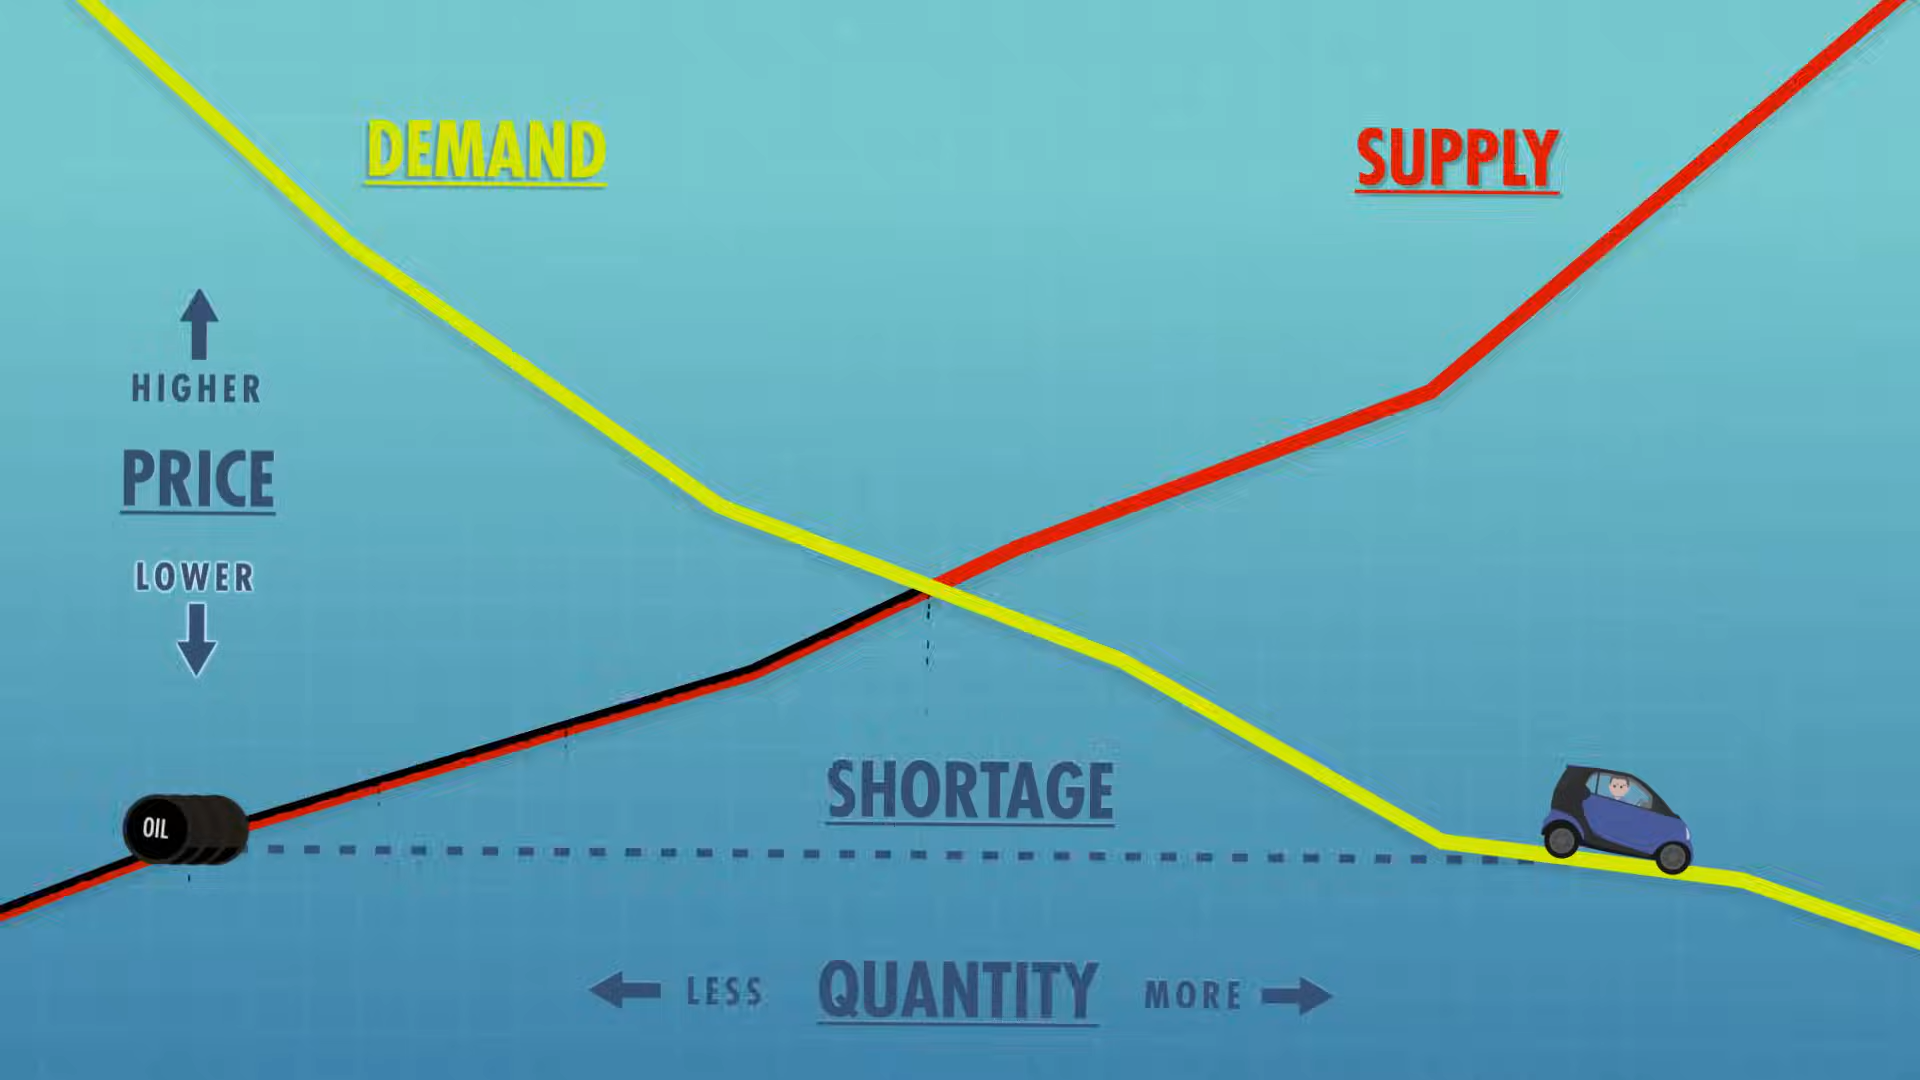 DEMAND
SUPPLY
HIGHER
PRICE
LOWER
SHORTAGE
OIL
LESS QUANTITY MORE